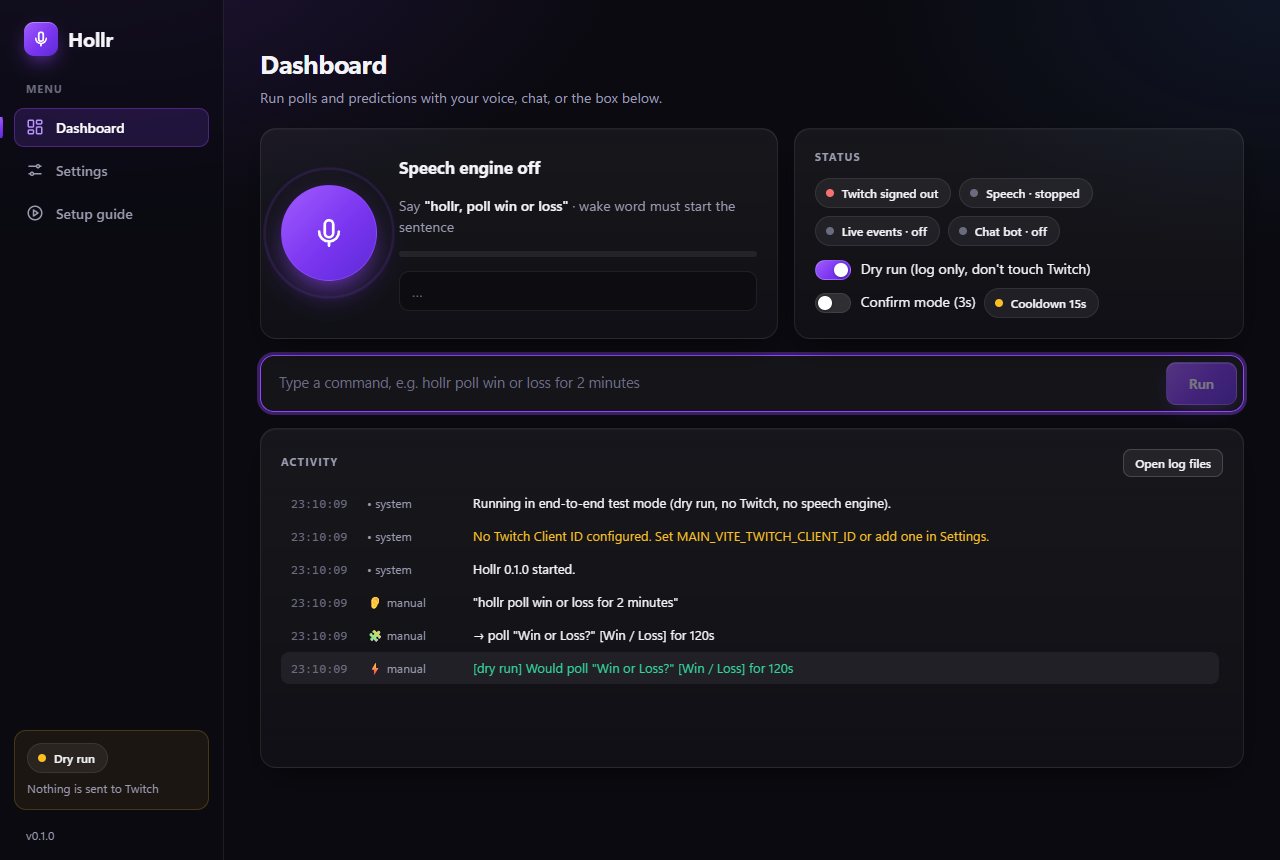 Hollr
MENU
Dashboard
Settings
Setup guide
Dry run
Nothing is sent to Twitch
v0.1.0
Dashboard
Run polls and predictions with your voice, chat, or the box below.
Speech engine off
Say "hollr, poll win or loss" · wake word must start the
sentence
...
STATUS
Twitch signed out
Speech · stopped
Live events · off
Chat bot · off
Dry run (log only, don't touch Twitch)
Confirm mode (3s)
Cooldown 15s
Type a command, e.g. hollr poll win or loss for 2 minutes
Run
ACTIVITY
Open log files
23:10:09 • system Running in end-to-end test mode (dry run, no Twitch, no speech engine).
23:10:09 • system No Twitch Client ID configured. Set MAIN_VITE_TWITCH_CLIENT_ID or add one in Settings.
23:10:09 • system Hollr 0.1.0 started.
23:10:09 👂 manual "hollr poll win or loss for 2 minutes"
23:10:09 🧩 manual → poll "Win or Loss?" [Win / Loss] for 120s
23:10:09 ⚡ manual [dry run] Would poll "Win or Loss?" [Win / Loss] for 120s